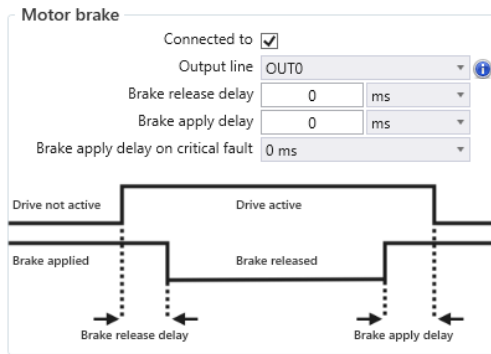 Motor brake
Connected to
Output line OUT0
Brake release delay 0 ms
Brake apply delay 0 ms
Brake apply delay on critical fault 0 ms
Drive not active Drive active
Brake applied Brake released
Brake release delay Brake apply delay